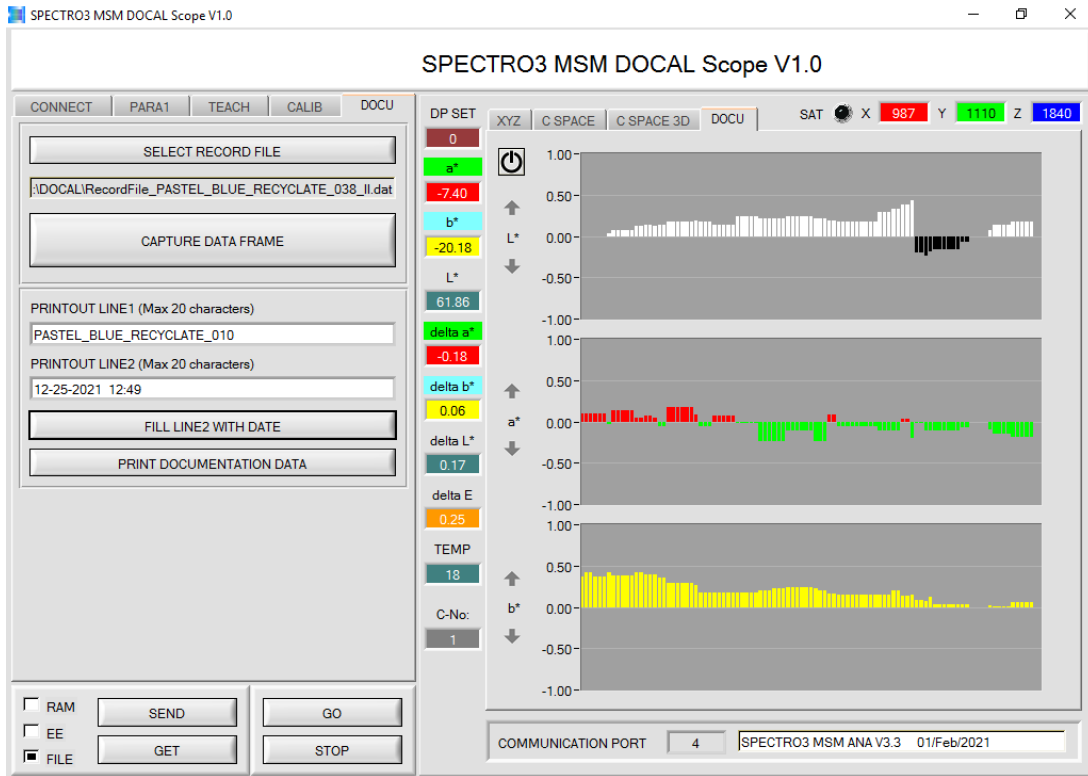 SPECTRO3 MSM DOCAL Scope V1.0
SPECTRO3 MSM DOCAL Scope V1.0
CONNECT PARA1 TEACH CALIB DOCU
SELECT RECORD FILE
:\DOCAL\RecordFile_PASTEL_BLUE_RECYCLATE_038_II.dat
CAPTURE DATA FRAME
PRINTOUT LINE1 (Max 20 characters)
PASTEL_BLUE_RECYCLATE_010
PRINTOUT LINE2 (Max 20 characters)
12-25-2021 12:49
FILL LINE2 WITH DATE
PRINT DOCUMENTATION DATA
RAM
EE
FILE
SEND
GET
GO
STOP
DP SET
0
a*
-7.40
b*
-20.18
L*
61.86
delta a*
-0.18
delta b*
0.06
delta L*
0.17
delta E
0.25
TEMP
18
C-No:
1
XYZ C SPACE C SPACE 3D DOCU
SAT X 987 Y 1110 Z 1840
L*
1.00
0.50
0.00
-0.50
-1.00
a*
1.00
0.50
0.00
-0.50
-1.00
b*
1.00
0.50
0.00
-0.50
-1.00
COMMUNICATION PORT 4 SPECTRO3 MSM ANA V3.3 01/Feb/2021